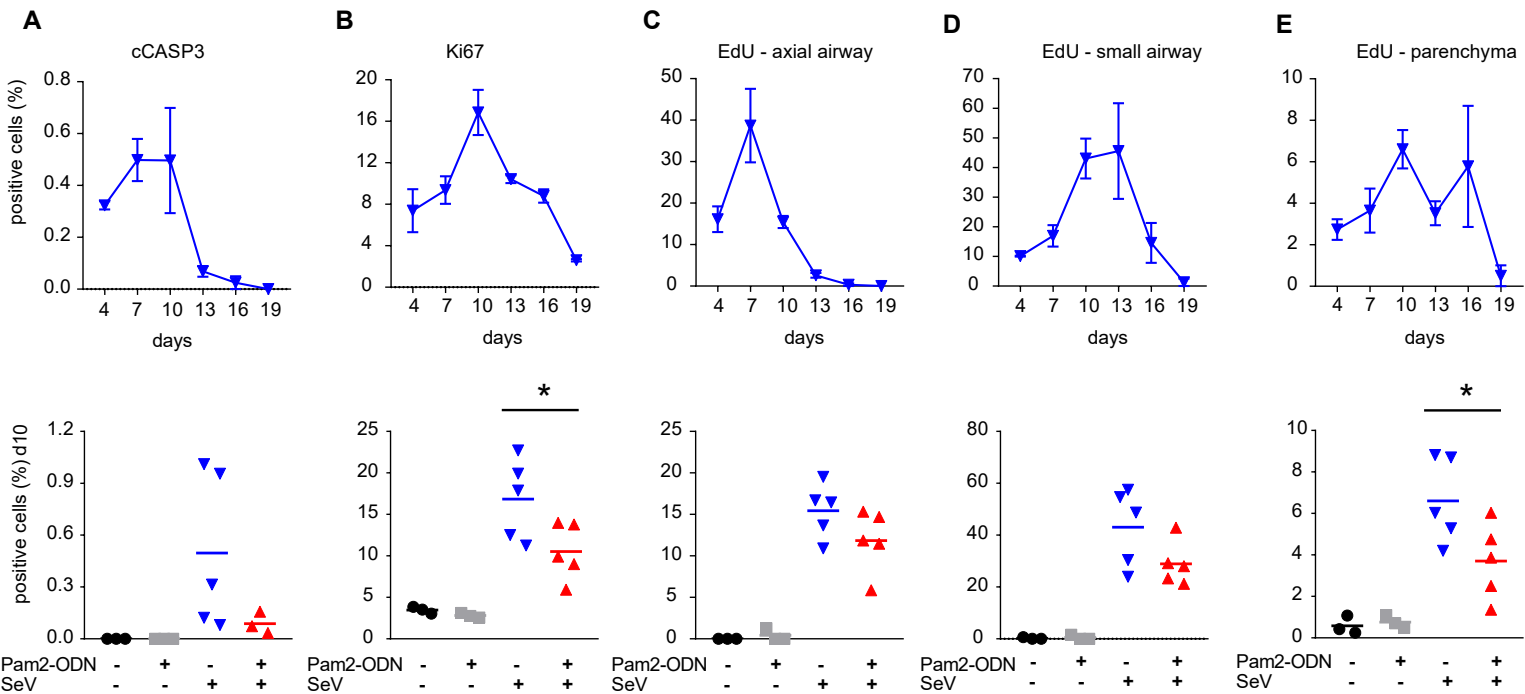 A B C D E
cCASP3 Ki67 EdU - axial airway EdU - small airway EdU - parenchyma
positive cells (%)
0.8 0.6 0.4 0.2 0.0
4 7 10 13 16 19
days
20 16 12 8 4 0
4 7 10 13 16 19
days
50 40 30 20 10 0
4 7 10 13 16 19
days
70 60 50 40 30 20 10 0
4 7 10 13 16 19
days
10 8 6 4 2 0
4 7 10 13 16 19
days
positive cells (%) d10
1.2 0.9 0.6 0.3 0.0
Pam2-ODN - + - +
SeV - - + +
*
25 20 15 10 5 0
Pam2-ODN - + - +
SeV - - + +
25 20 15 10 5 0
Pam2-ODN - + - +
SeV - - + +
80 60 40 20 0
Pam2-ODN - + - +
SeV - - + +
*
10 8 6 4 2 0
Pam2-ODN - + - +
SeV - - + +